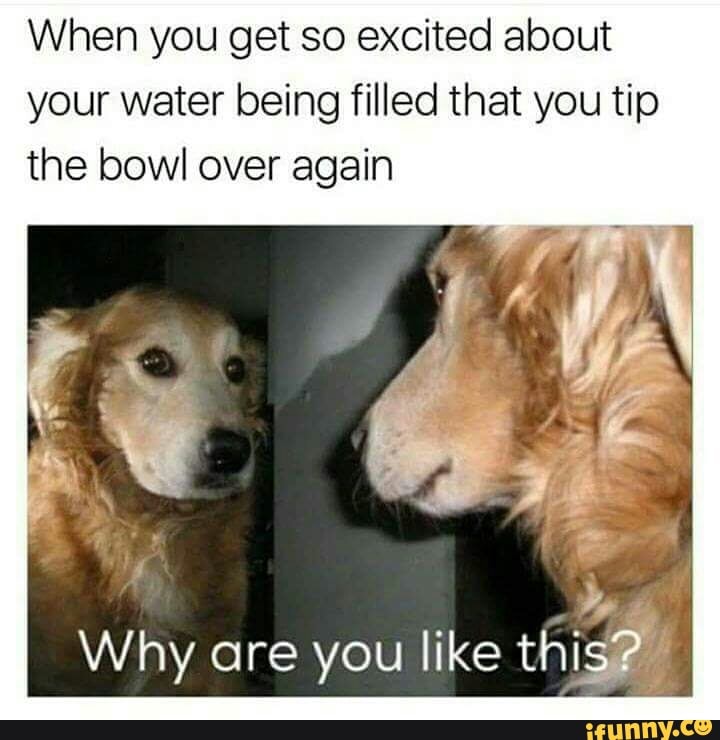 When you get so excited about
your water being filled that you tip
the bowl over again
Why are you like this?
ifunny.co